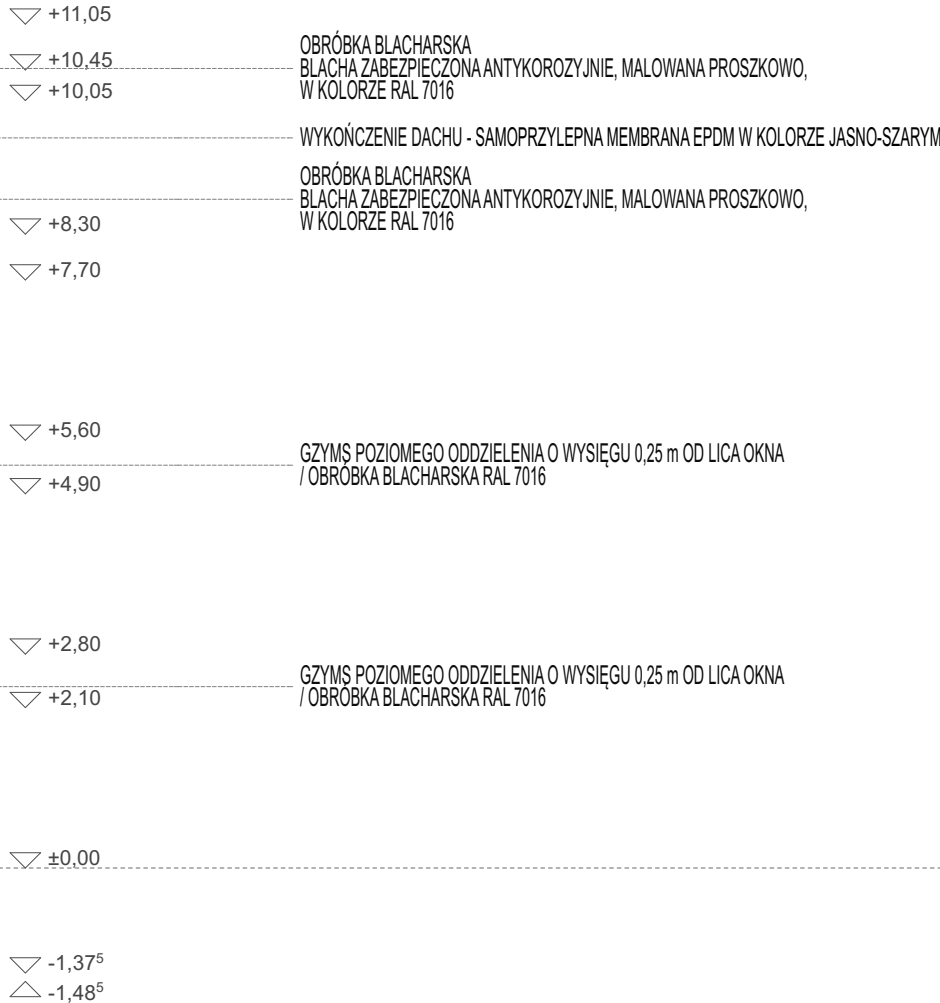 +11,05
+10,45
+10,05
OBRÓBKA BLACHARSKA
BLACHA ZABEZPIECZONA ANTYKOROZYJNIE, MALOWANA PROSZKOWO,
W KOLORZE RAL 7016
WYKOŃCZENIE DACHU - SAMOPRZYLEPNA MEMBRANA EPDM W KOLORZE JASNO-SZARYM
OBRÓBKA BLACHARSKA
BLACHA ZABEZPIECZONA ANTYKOROZYJNIE, MALOWANA PROSZKOWO,
W KOLORZE RAL 7016
+8,30
+7,70
+5,60
GZYMS POZIOMEGO ODDZIELENIA O WYSIĘGU 0,25 m OD LICA OKNA
/ OBRÓBKA BLACHARSKA RAL 7016
+4,90
+2,80
GZYMS POZIOMEGO ODDZIELENIA O WYSIĘGU 0,25 m OD LICA OKNA
/ OBRÓBKA BLACHARSKA RAL 7016
+2,10
±0,00
-1,37⁵
-1,48⁵